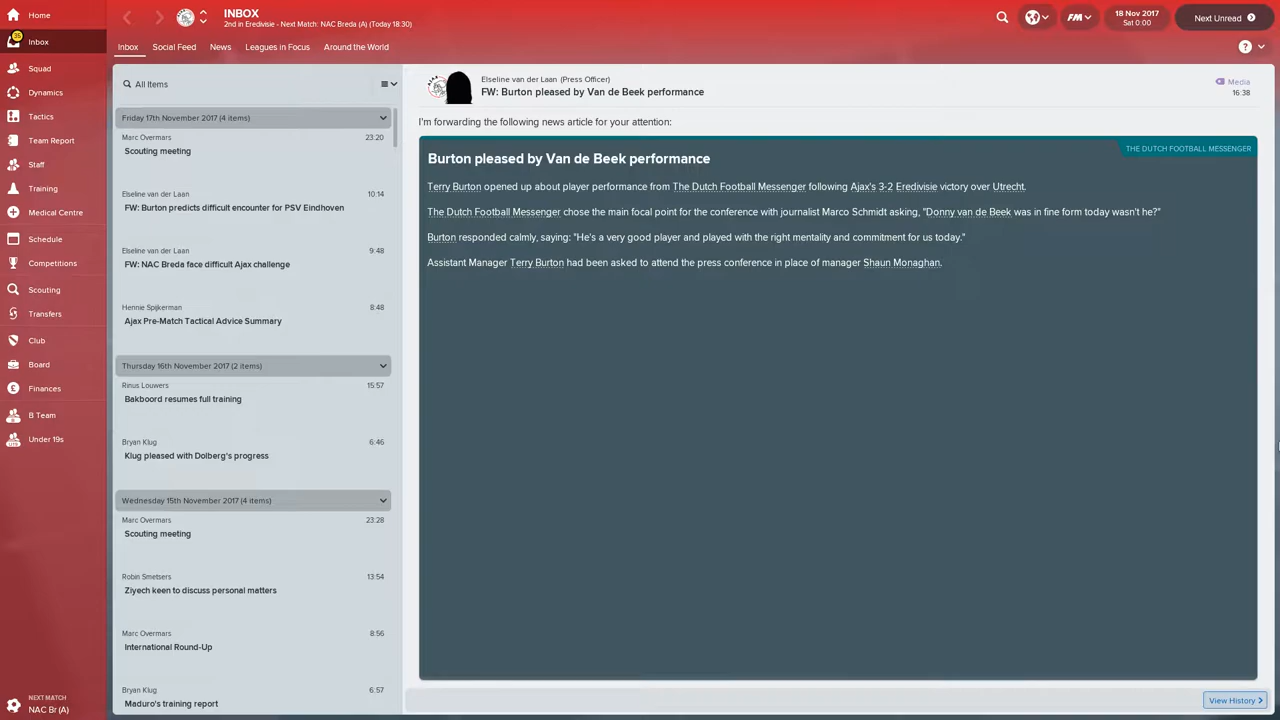 Home
35
Inbox
Squad
Dynamics
Tactics
Team Report
Staff
Training
Medical Centre
Schedule
Competitions
Scouting
Transfers
Club
Board
Finances
B Team
Under 19s
NEXT MATCH
NAC Br (A)
INBOX
2nd in Eredivisie - Next Match: NAC Breda (A) (Today 18:30)
FM
18 Nov 2017
Sat 0:00
Next Unread
Inbox
Social Feed
News
Leagues in Focus
Around the World
?
All Items
Friday 17th November 2017 (4 items)
Marc Overmars 23:20
Scouting meeting
Elseline van der Laan 10:14
FW: Burton predicts difficult encounter for PSV Eindhoven
Elseline van der Laan 9:48
FW: NAC Breda face difficult Ajax challenge
Hennie Spijkerman 8:48
Ajax Pre-Match Tactical Advice Summary
Thursday 16th November 2017 (2 items)
Rinus Louwers 15:57
Bakboord resumes full training
Bryan Klug 6:46
Klug pleased with Dolberg's progress
Wednesday 15th November 2017 (4 items)
Marc Overmars 23:28
Scouting meeting
Robin Smetsers 13:54
Ziyech keen to discuss personal matters
Marc Overmars 8:56
International Round-Up
Bryan Klug 6:57
Maduro's training report
Elseline van der Laan (Press Officer)
FW: Burton pleased by Van de Beek performance
Media
16:38
I'm forwarding the following news article for your attention:
THE DUTCH FOOTBALL MESSENGER
Burton pleased by Van de Beek performance
Terry Burton opened up about player performance from The Dutch Football Messenger following Ajax's 3-2 Eredivisie victory over Utrecht.
The Dutch Football Messenger chose the main focal point for the conference with journalist Marco Schmidt asking, "Donny van de Beek was in fine form today wasn't he?"
Burton responded calmly, saying: "He's a very good player and played with the right mentality and commitment for us today."
Assistant Manager Terry Burton had been asked to attend the press conference in place of manager Shaun Monaghan.
View History